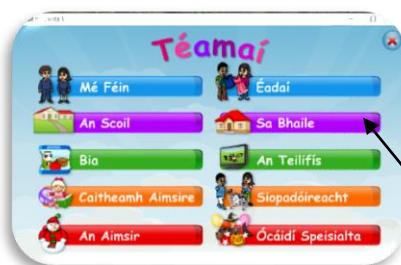 Téamaí
Mé Féin
Éadaí
An Scoil
Sa Bhaile
Bia
An Teilifís
Caitheamh Aimsire
Siopadóireacht
An Aimsir
Ócáidí Speisialta